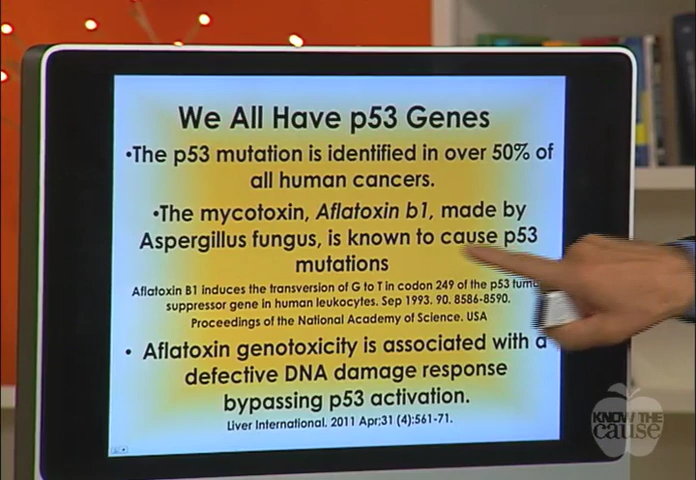 We All Have p53 Genes
•The p53 mutation is identified in over 50% of
all human cancers.
•The mycotoxin, Aflatoxin b1, made by
Aspergillus fungus, is known to cause p53
mutations
Aflatoxin B1 induces the transversion of G to T in codon 249 of the p53
suppressor gene in human leukocytes. Sep 1993. 90. 8586-8590.
Proceedings of the National Academy of Science. USA
• Aflatoxin genotoxicity is associated with a
defective DNA damage response
bypassing p53 activation.
Liver International. 2011 Apr;31 (4):561-71.
KNOW THE
cause